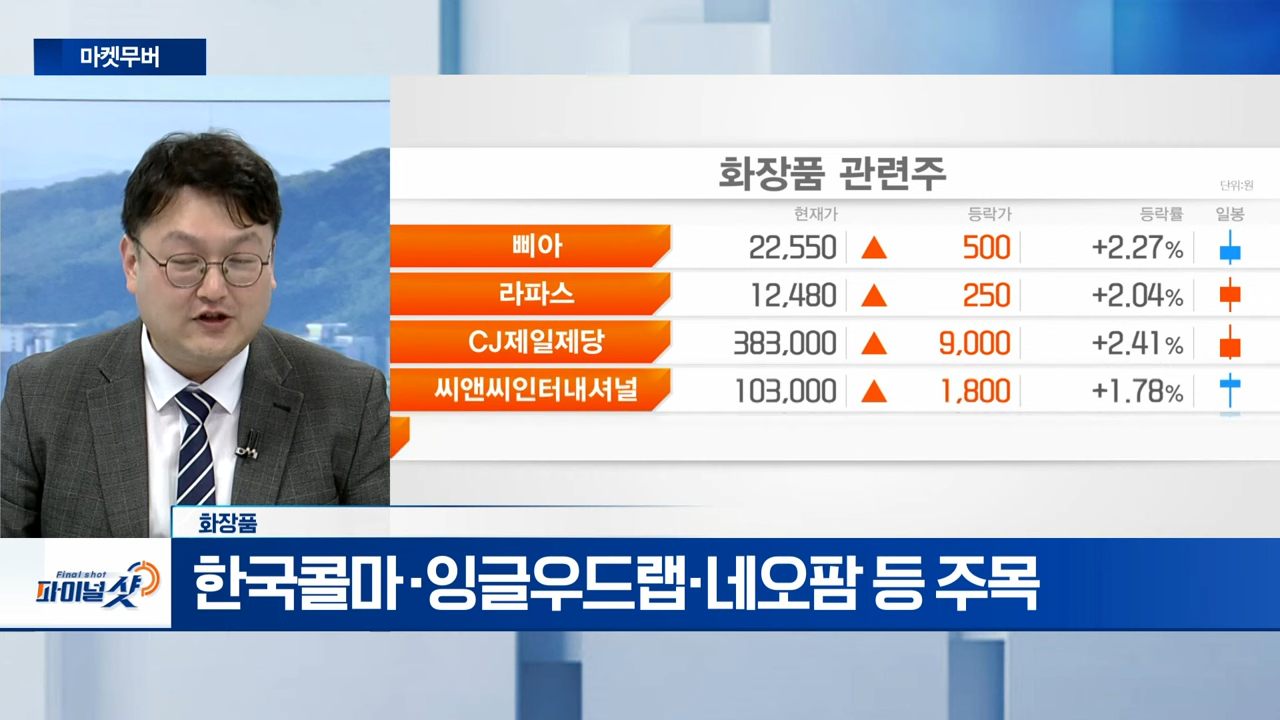 마켓무버
화장품 관련주
단위:원
현재가 등락가 등락률 일봉
삐아 22,550 ▲ 500 +2.27%
라파스 12,480 ▲ 250 +2.04%
CJ제일제당 383,000 ▲ 9,000 +2.41%
씨앤씨인터내셔널 103,000 ▲ 1,800 +1.78%
화장품
Final shot
파이널샷
한국콜마·잉글우드랩·네오팜 등 주목